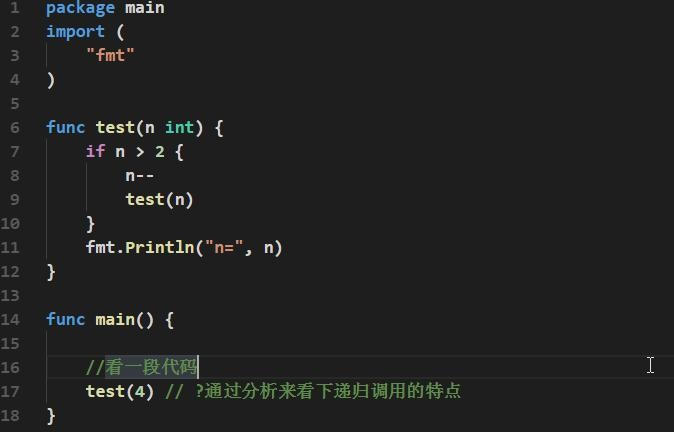 1 package main
2 import (
3     "fmt"
4 )
5
6 func test(n int) {
7     if n > 2 {
8         n--
9         test(n)
10     }
11     fmt.Println("n=", n)
12 }
13
14 func main() {
15
16     //看一段代码
17     test(4) // ?通过分析来看下递归调用的特点
18 }